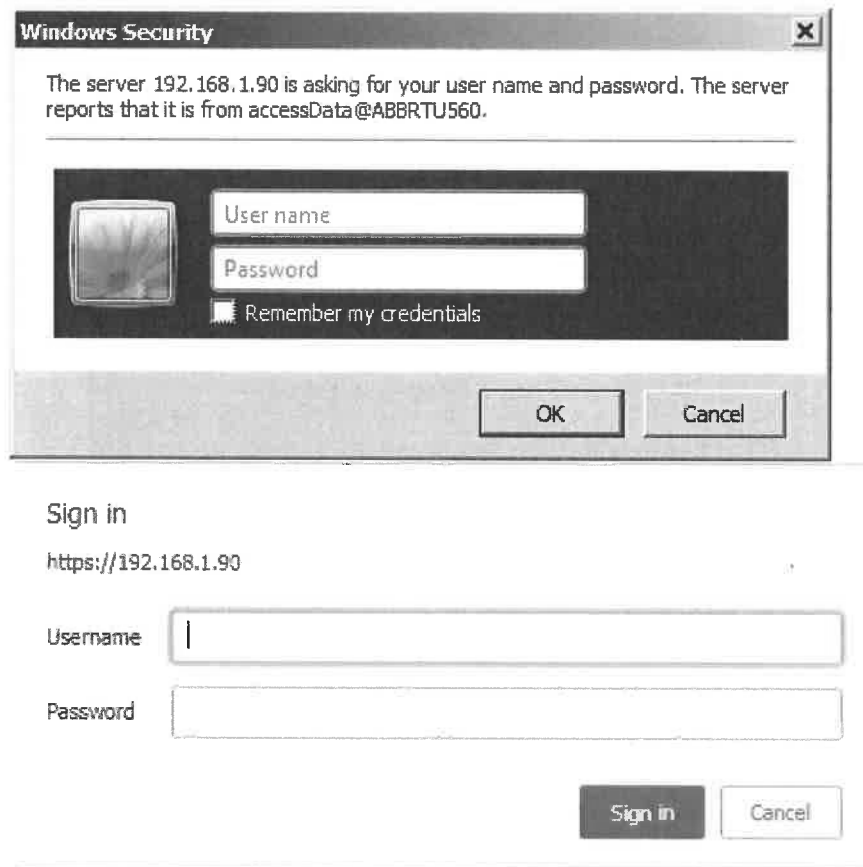 Windows Security
The server 192.168.1.90 is asking for your user name and password. The server
reports that it is from accessData@ABBRTU560.
User name
Password
Remember my credentials
OK
Cancel
Sign in
https://192.168.1.90
Username
Password
Sign in
Cancel